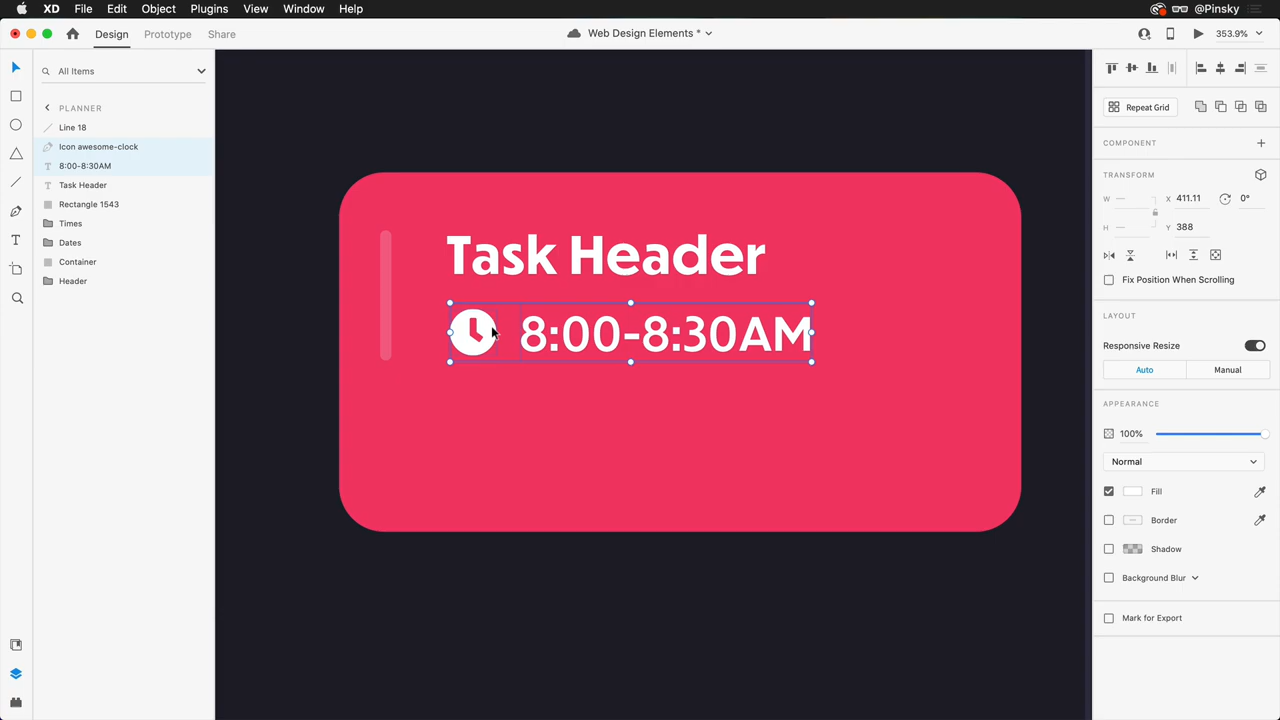 XD File Edit Object Plugins View Window Help @Pinsky
Design Prototype Share Web Design Elements * 353.9%
All Items
PLANNER
Line 18
Icon awesome-clock
8:00-8:30AM
Task Header
Rectangle 1543
Times
Dates
Container
Header
Task Header
8:00-8:30AM
Repeat Grid
COMPONENT
TRANSFORM
W X 411.11 0°
H Y 388
Fix Position When Scrolling
LAYOUT
Responsive Resize
Auto Manual
APPEARANCE
100%
Normal
Fill
Border
Shadow
Background Blur
Mark for Export